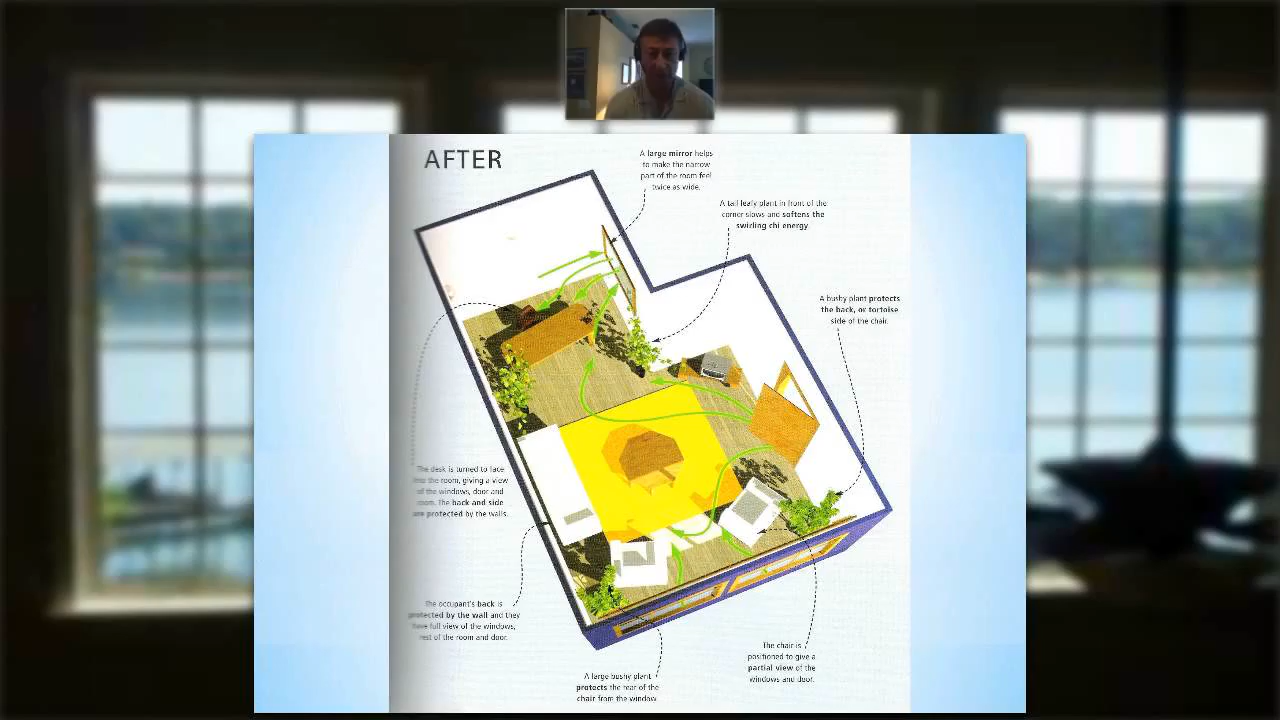 AFTER
A large mirror helps
to make the narrow
part of the room feel
twice as wide.
A tall leafy plant in front of the
corner slows and softens the
swirling chi energy.
A bushy plant protects
the back, or tortoise
side of the chair.
The desk is turned to face
into the room, giving a view
of the windows, door and
room. The back and side
are protected by the walls.
The occupant's back is
protected by the wall and they
have full view of the windows,
rest of the room and door.
The chair is
positioned to give a
partial view of the
windows and door.
A large bushy plant
protects the rear of the
chair from the window.